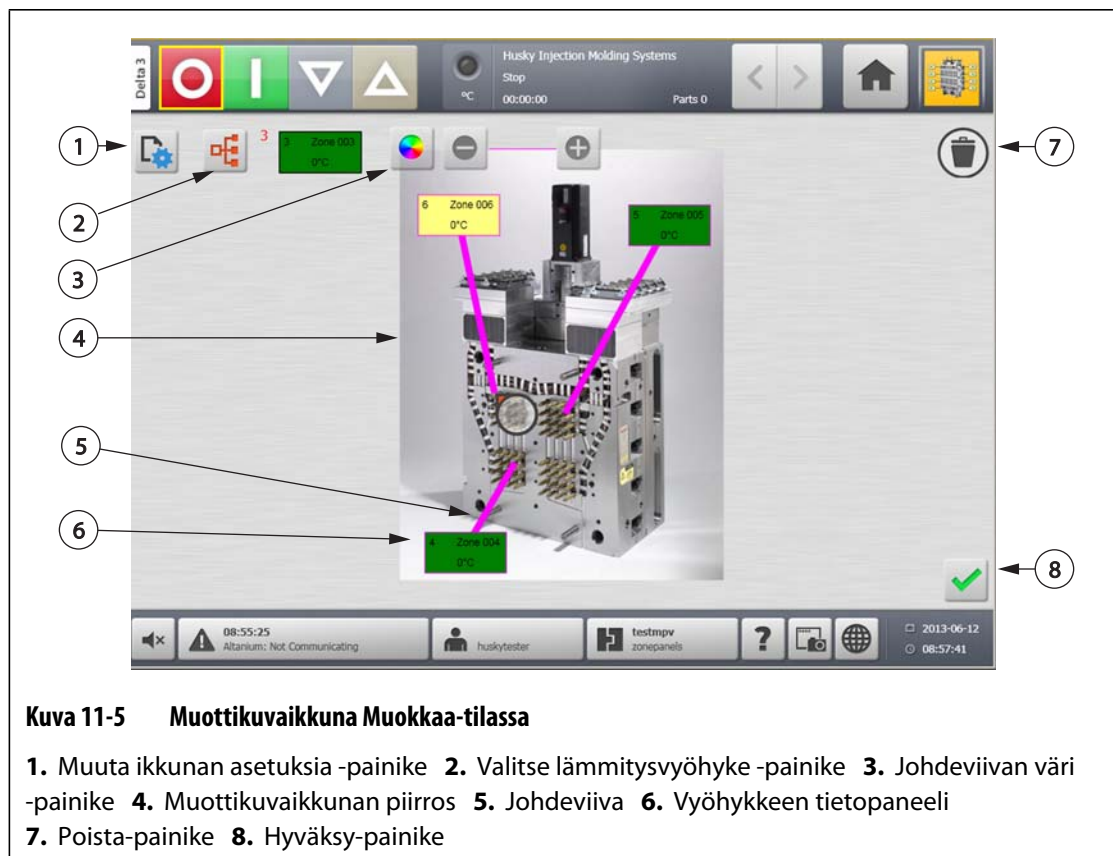 Delta 3
Husky Injection Molding Systems
Stop
°C
00:00:00
Parts 0
1
3
3 Zone 003
0°C
7
2
3
6 Zone 006
0°C
5 Zone 005
0°C
4
5
6
4 Zone 004
0°C
8
08:55:25
Altanium: Not Communicating
huskytester
testmpv
zonepanels
?
2013-06-12
08:57:41
Kuva 11-5 Muottikuvaikkuna Muokkaa-tilassa
1. Muuta ikkunan asetuksia -painike 2. Valitse lämmitysvyöhyke -painike 3. Johdeviivan väri
-painike 4. Muottikuvaikkunan piirros 5. Johdeviiva 6. Vyöhykkeen tietopaneeli
7. Poista-painike 8. Hyväksy-painike